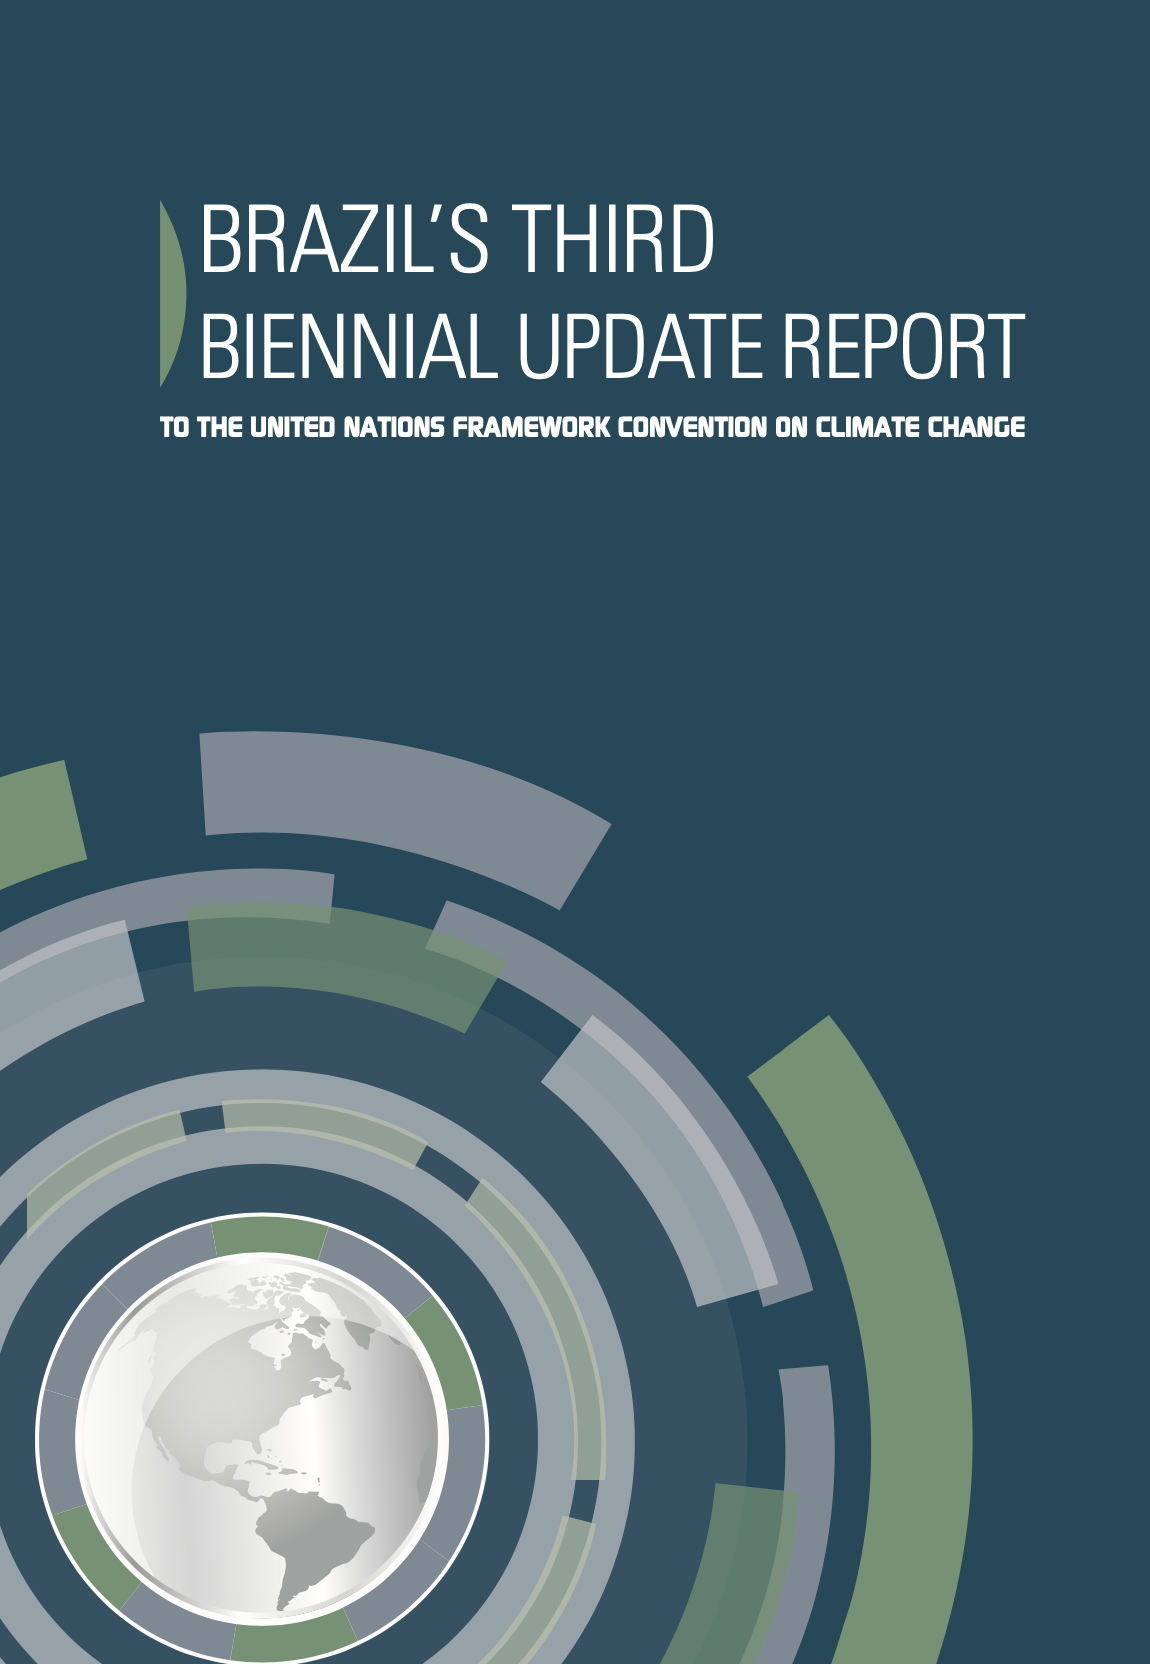 BRAZIL'S THIRD
BIENNIAL UPDATE REPORT
TO THE UNITED NATIONS FRAMEWORK CONVENTION ON CLIMATE CHANGE